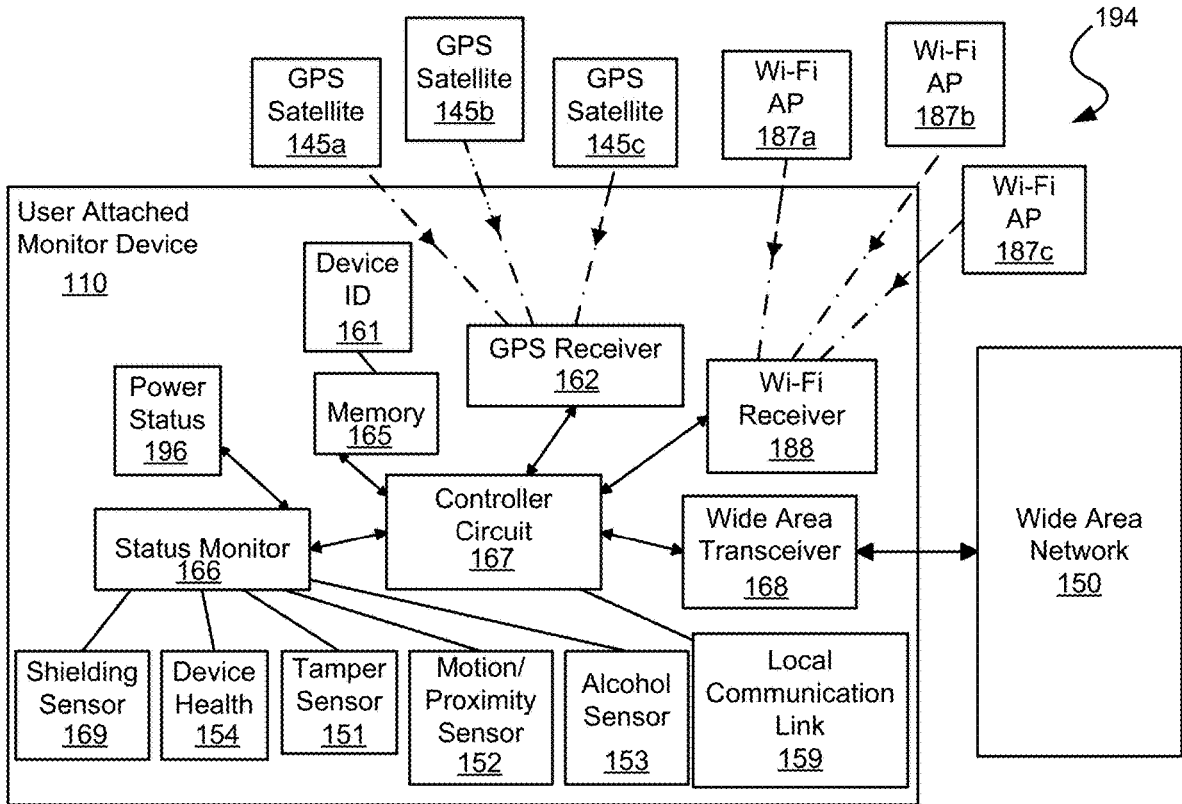 GPS
Satellite
145a
GPS
Satellite
145b
GPS
Satellite
145c
Wi-Fi
AP
187a
Wi-Fi
AP
187b
194
Wi-Fi
AP
187c
User Attached
Monitor Device
110
Device
ID
161
GPS Receiver
162
Wi-Fi
Receiver
188
Power
Status
196
Memory
165
Controller
Circuit
167
Status Monitor
166
Wide Area
Transceiver
168
Wide Area
Network
150
Shielding
Sensor
169
Device
Health
154
Tamper
Sensor
151
Motion/
Proximity
Sensor
152
Alcohol
Sensor
153
Local
Communication
Link
159